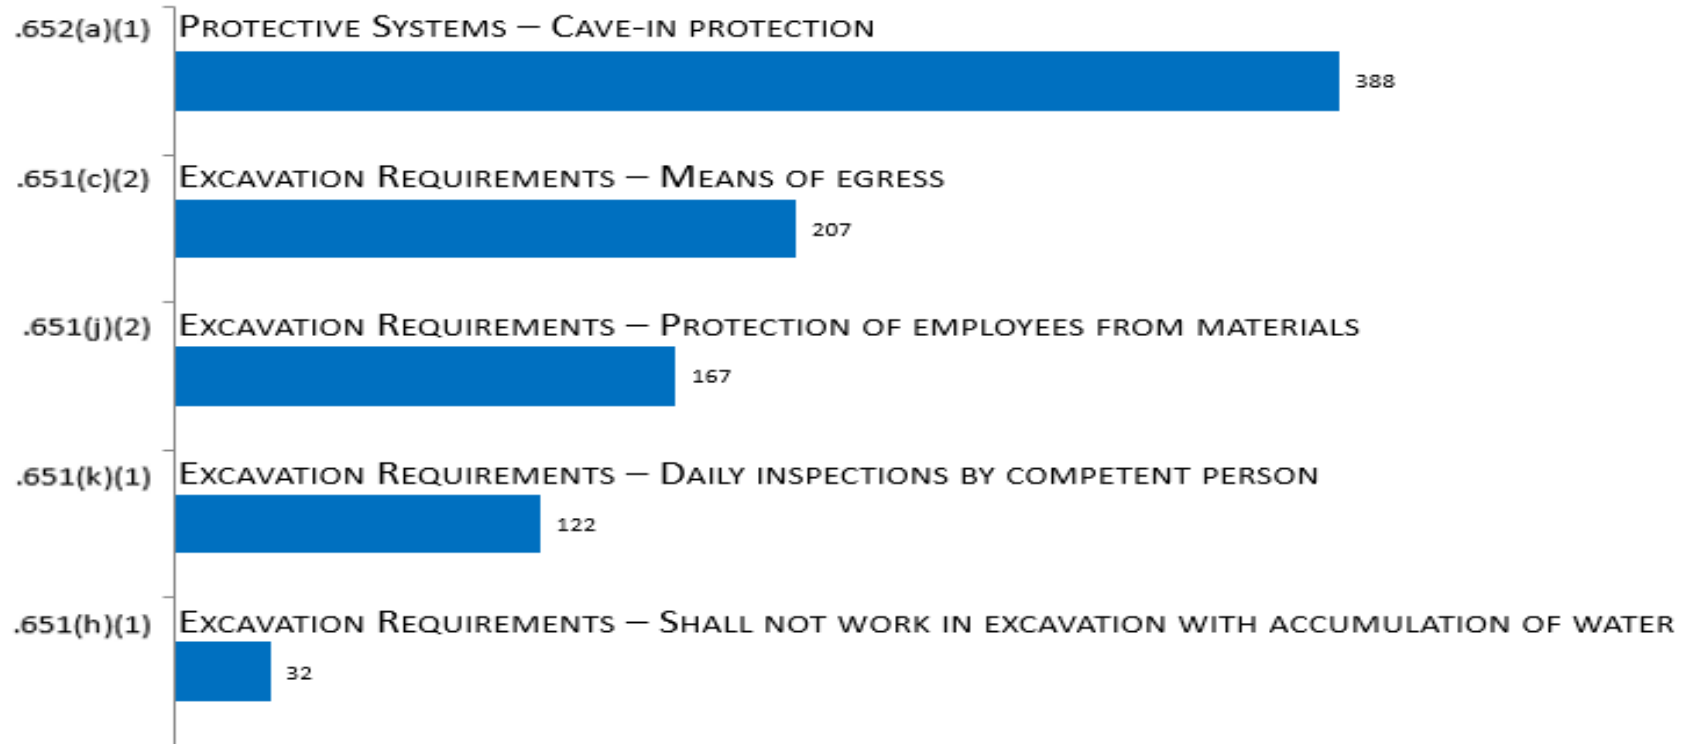 .652(a)(1) Protective Systems – Cave-in protection
388
.651(c)(2) Excavation Requirements – Means of egress
207
.651(j)(2) Excavation Requirements – Protection of employees from materials
167
.651(k)(1) Excavation Requirements – Daily inspections by competent person
122
.651(h)(1) Excavation Requirements – Shall not work in excavation with accumulation of water
32